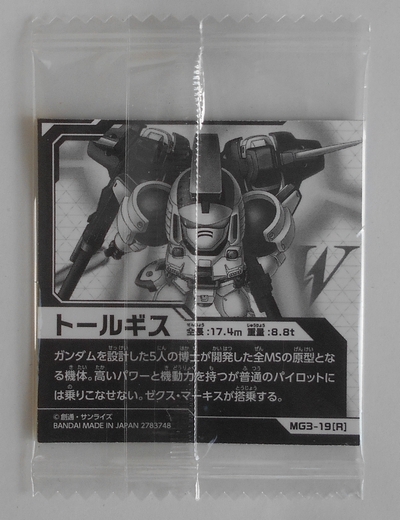 W
トールギス 全長:17.4m 重量:8.8t
ガンダムを設計した5人の博士が開発した全MSの原型とな
る機体。高いパワーと機動力を持つが普通のパイロットに
は乗りこなせない。ゼクス・マーキスが搭乗する。
©創通・サンライズ
BANDAI MADE IN JAPAN 2783748
MG3-19[R]